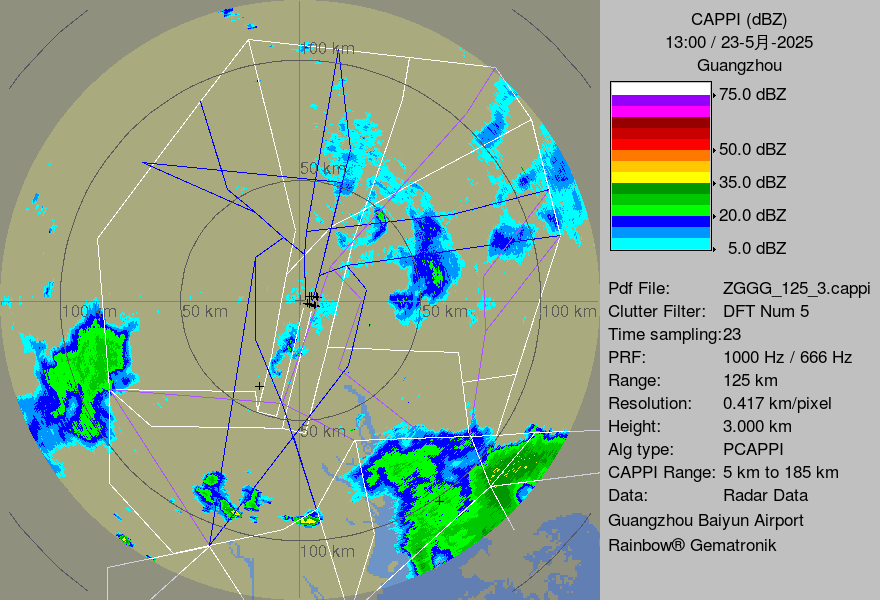 CAPPI (dBZ)
13:00 / 23-5月-2025
Guangzhou
75.0 dBZ
50.0 dBZ
35.0 dBZ
20.0 dBZ
5.0 dBZ
Pdf File: ZGGG_125_3.cappi
Clutter Filter: DFT Num 5
Time sampling:23
PRF: 1000 Hz / 666 Hz
Range: 125 km
Resolution: 0.417 km/pixel
Height: 3.000 km
Alg type: PCAPPI
CAPPI Range: 5 km to 185 km
Data: Radar Data
Guangzhou Baiyun Airport
Rainbow® Gematronik
100 km
50 km
100 km
50 km
50 km
100 km
50 km
100 km